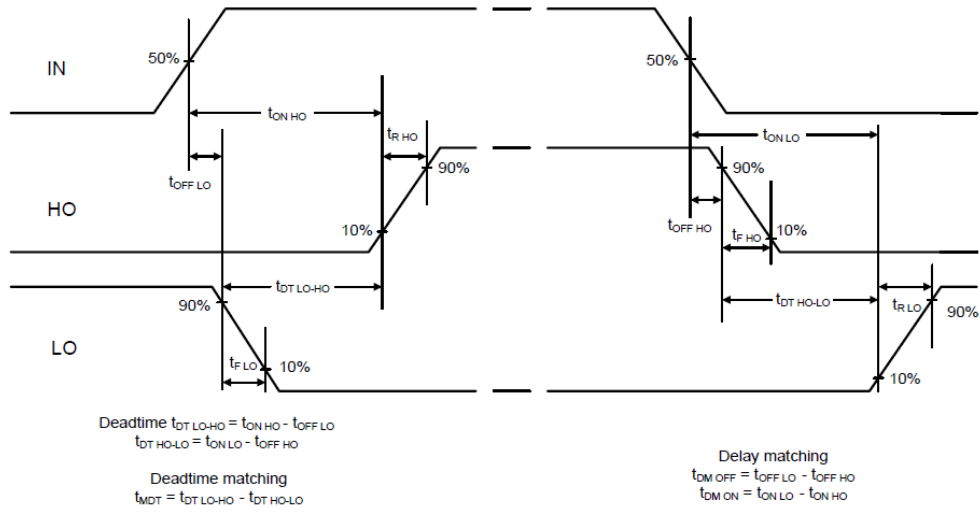 IN
50%
50%
tON HO
tR HO
tON LO
tOFF LO
90%
90%
HO
10%
tOFF HO
tF HO
10%
tDT LO-HO
tDT HO-LO
tR LO
90%
90%
LO
tF LO
10%
10%
Deadtime tDT LO-HO = tON HO - tOFF LO
tDT HO-LO = tON LO - tOFF HO
Deadtime matching
tMDT = tDT LO-HO - tDT HO-LO
Delay matching
tDM OFF = tOFF LO - tOFF HO
tDM ON = tON LO - tON HO